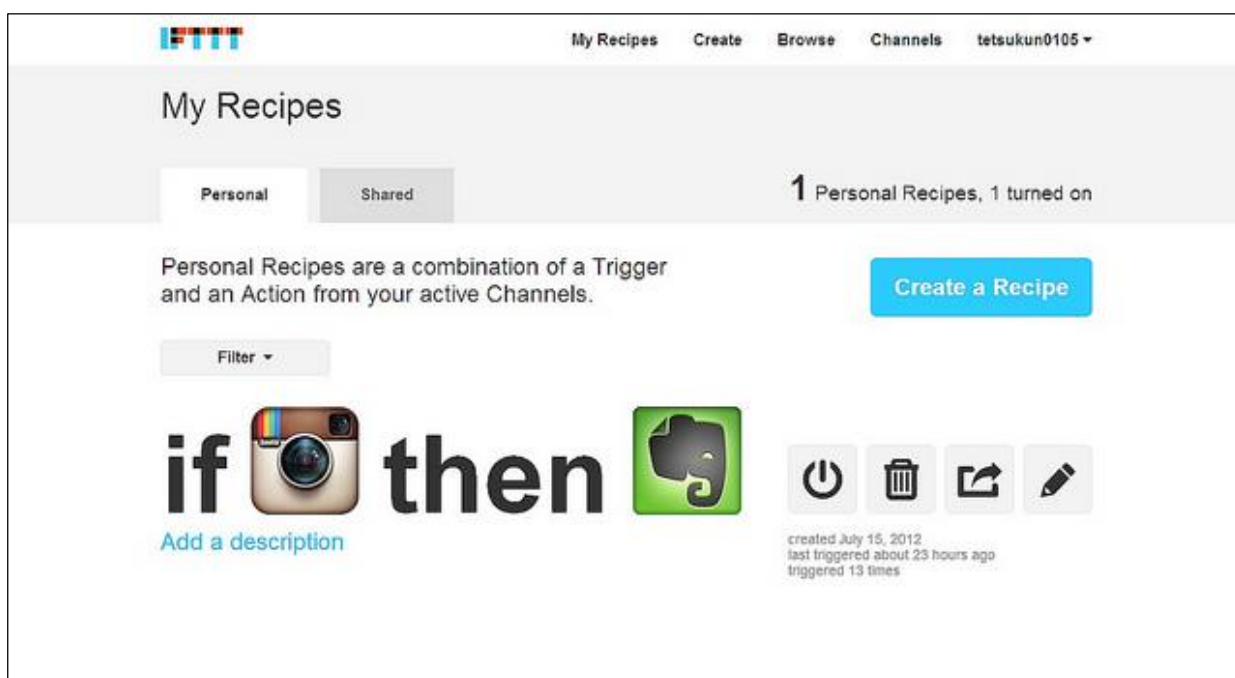 IFTTT
My Recipes Create Browse Channels tetsukun0105
My Recipes
Personal Shared
1 Personal Recipes, 1 turned on
Personal Recipes are a combination of a Trigger
and an Action from your active Channels.
Create a Recipe
Filter
if then
Add a description
created July 15, 2012
last triggered about 23 hours ago
triggered 13 times